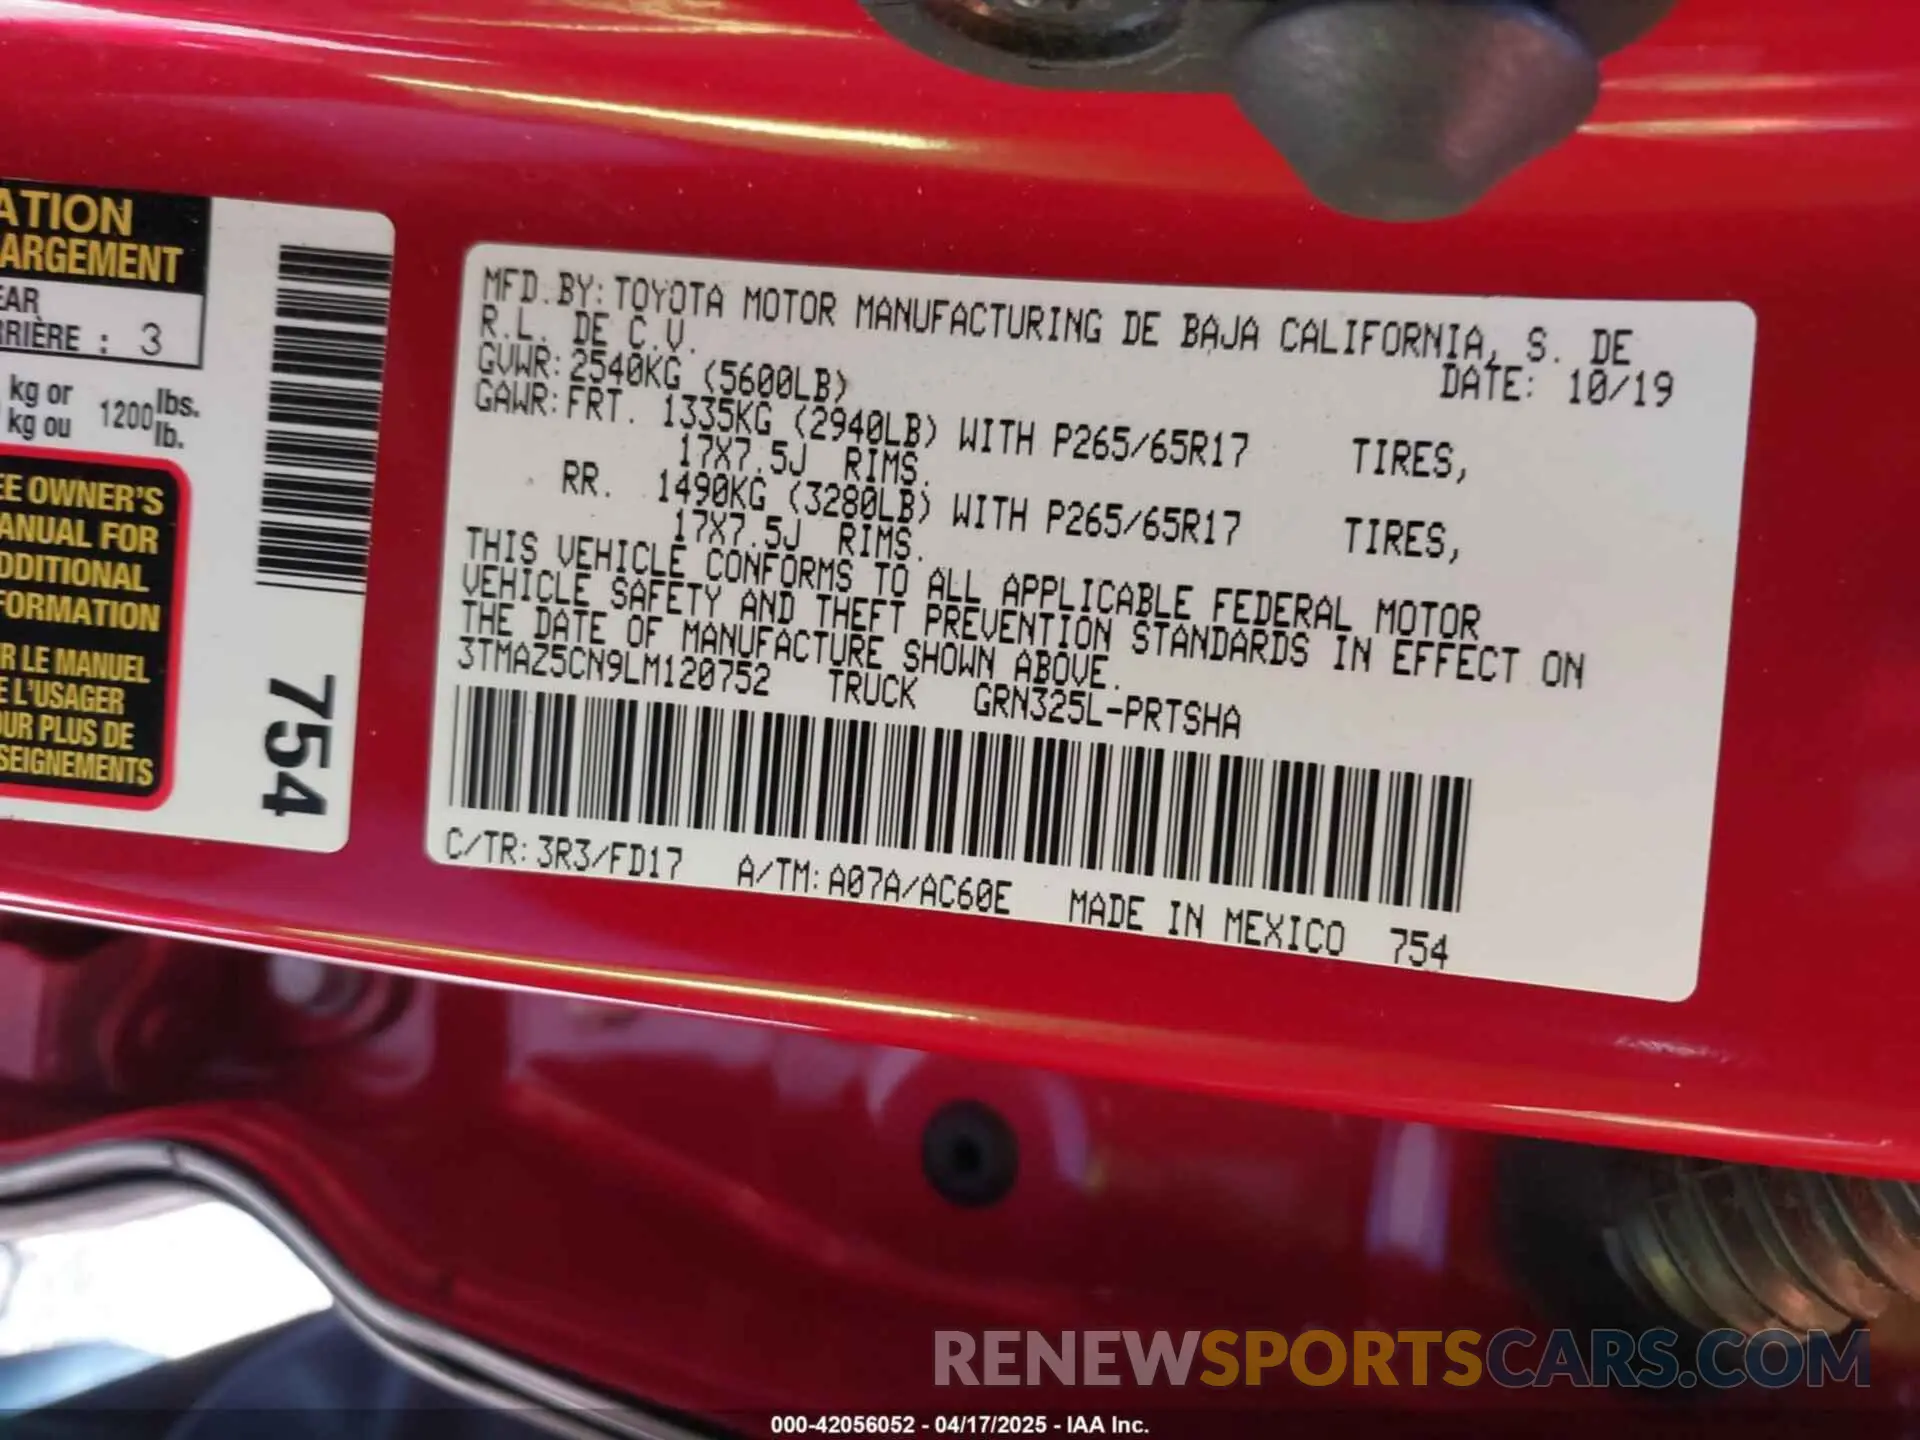 ATION
ARGEMENT
EAR
RRIÈRE : 3
kg or
kg ou
1200 lbs.
lb.
EE OWNER'S
ANUAL FOR
DDITIONAL
FORMATION
R LE MANUEL
E L'USAGER
OUR PLUS DE
SEIGNEMENTS
754
MFD.BY:TOYOTA MOTOR MANUFACTURING DE BAJA CALIFORNIA, S. DE
R.L. DE C.V.
DATE: 10/19
GVWR:2540KG (5600LB)
GAWR:FRT. 1335KG (2940LB) WITH P265/65R17 TIRES,
17X7.5J RIMS.
RR. 1490KG (3280LB) WITH P265/65R17 TIRES,
17X7.5J RIMS.
THIS VEHICLE CONFORMS TO ALL APPLICABLE FEDERAL MOTOR
VEHICLE SAFETY AND THEFT PREVENTION STANDARDS IN EFFECT ON
THE DATE OF MANUFACTURE SHOWN ABOVE.
3TMAZ5CN9LM120752 TRUCK GRN325L-PRTSHA
C/TR:3R3/FD17 A/TM:A07A/AC60E MADE IN MEXICO 754
RENEWSPORTSCARS.COM
000-42056052 - 04/17/2025 - IAA Inc.